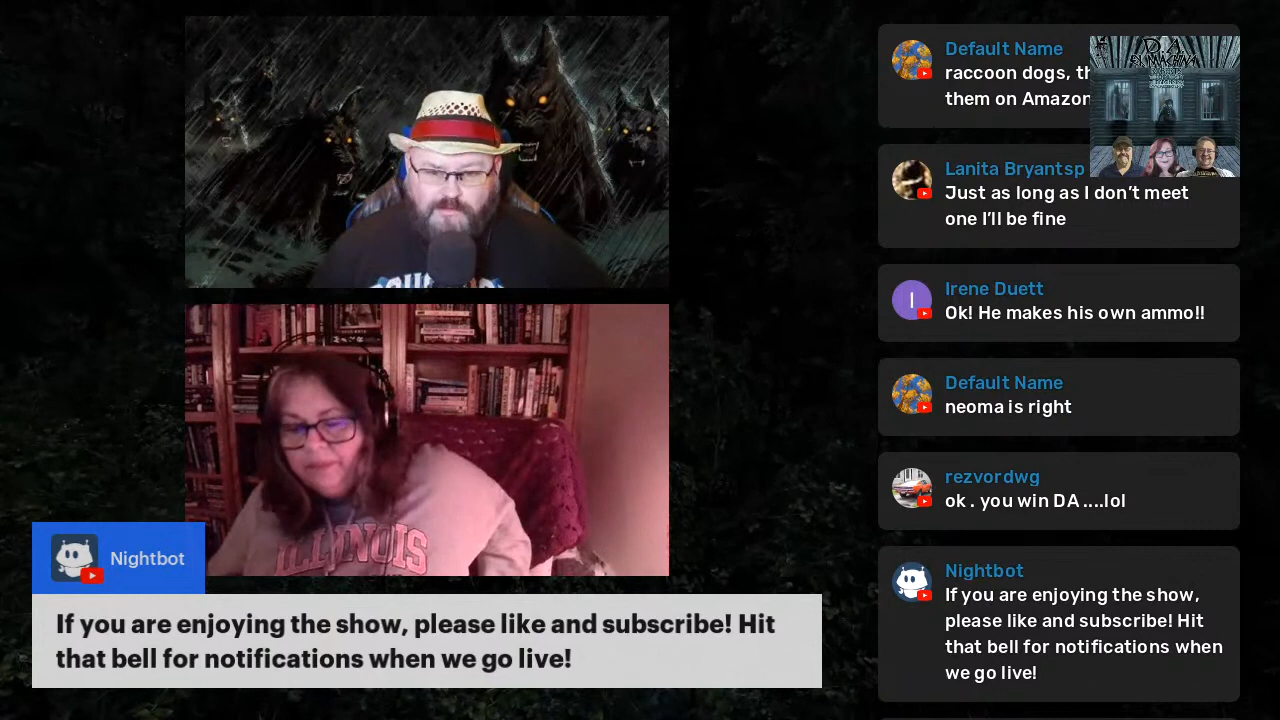 Default Name
raccoon dogs, th
them on Amazon
Lanita Bryantsp
Just as long as I don’t meet
one I’ll be fine
Irene Duett
Ok! He makes his own ammo!!
Default Name
neoma is right
rezvordwg
ok . you win DA ....lol
Nightbot
If you are enjoying the show,
please like and subscribe! Hit
that bell for notifications when
we go live!
ILLINOIS
Nightbot
If you are enjoying the show, please like and subscribe! Hit
that bell for notifications when we go live!